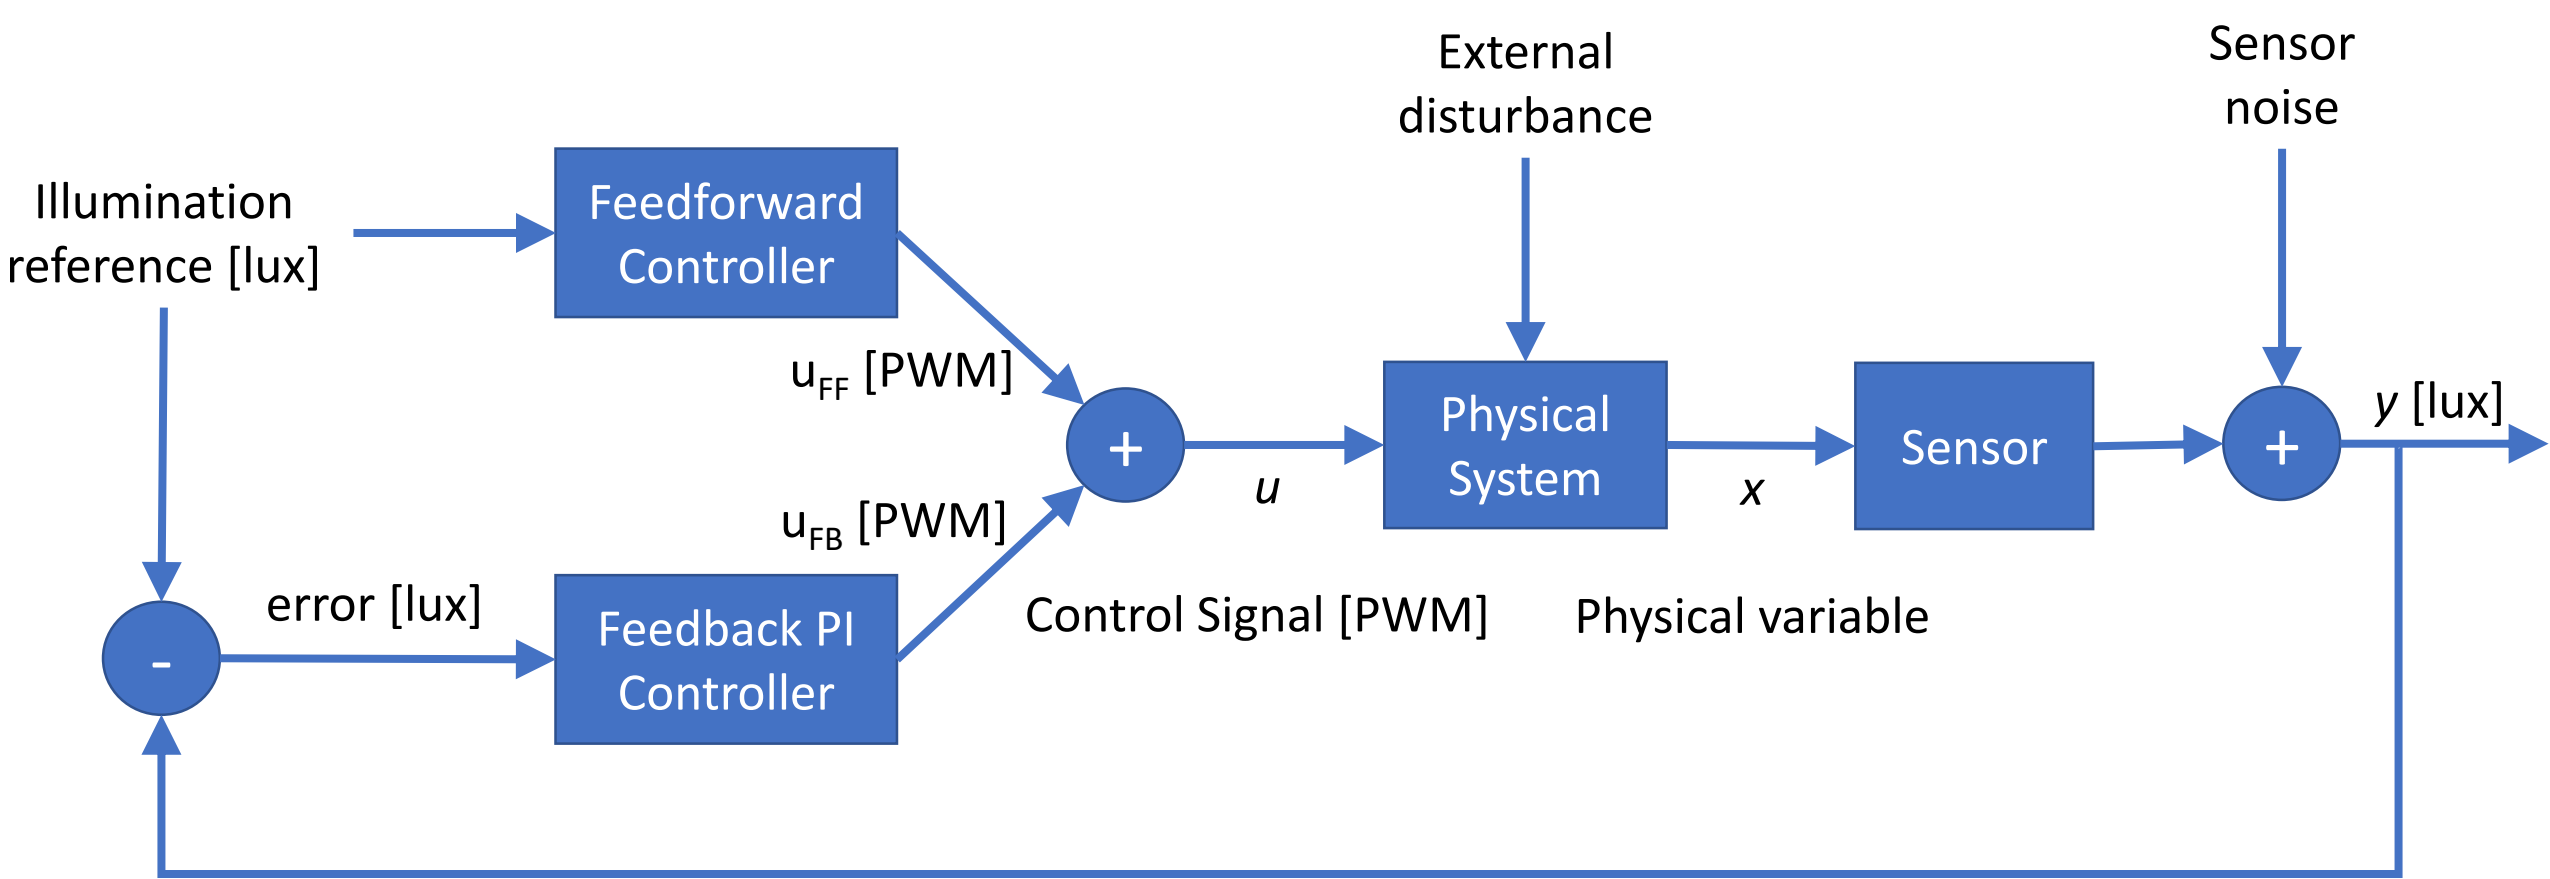 Illumination
reference [lux]
Feedforward
Controller
External
disturbance
Sensor
noise
uFF [PWM]
uFB [PWM]
+
u
Physical
System
x
Sensor
+
y [lux]
-
error [lux]
Feedback PI
Controller
Control Signal [PWM]
Physical variable